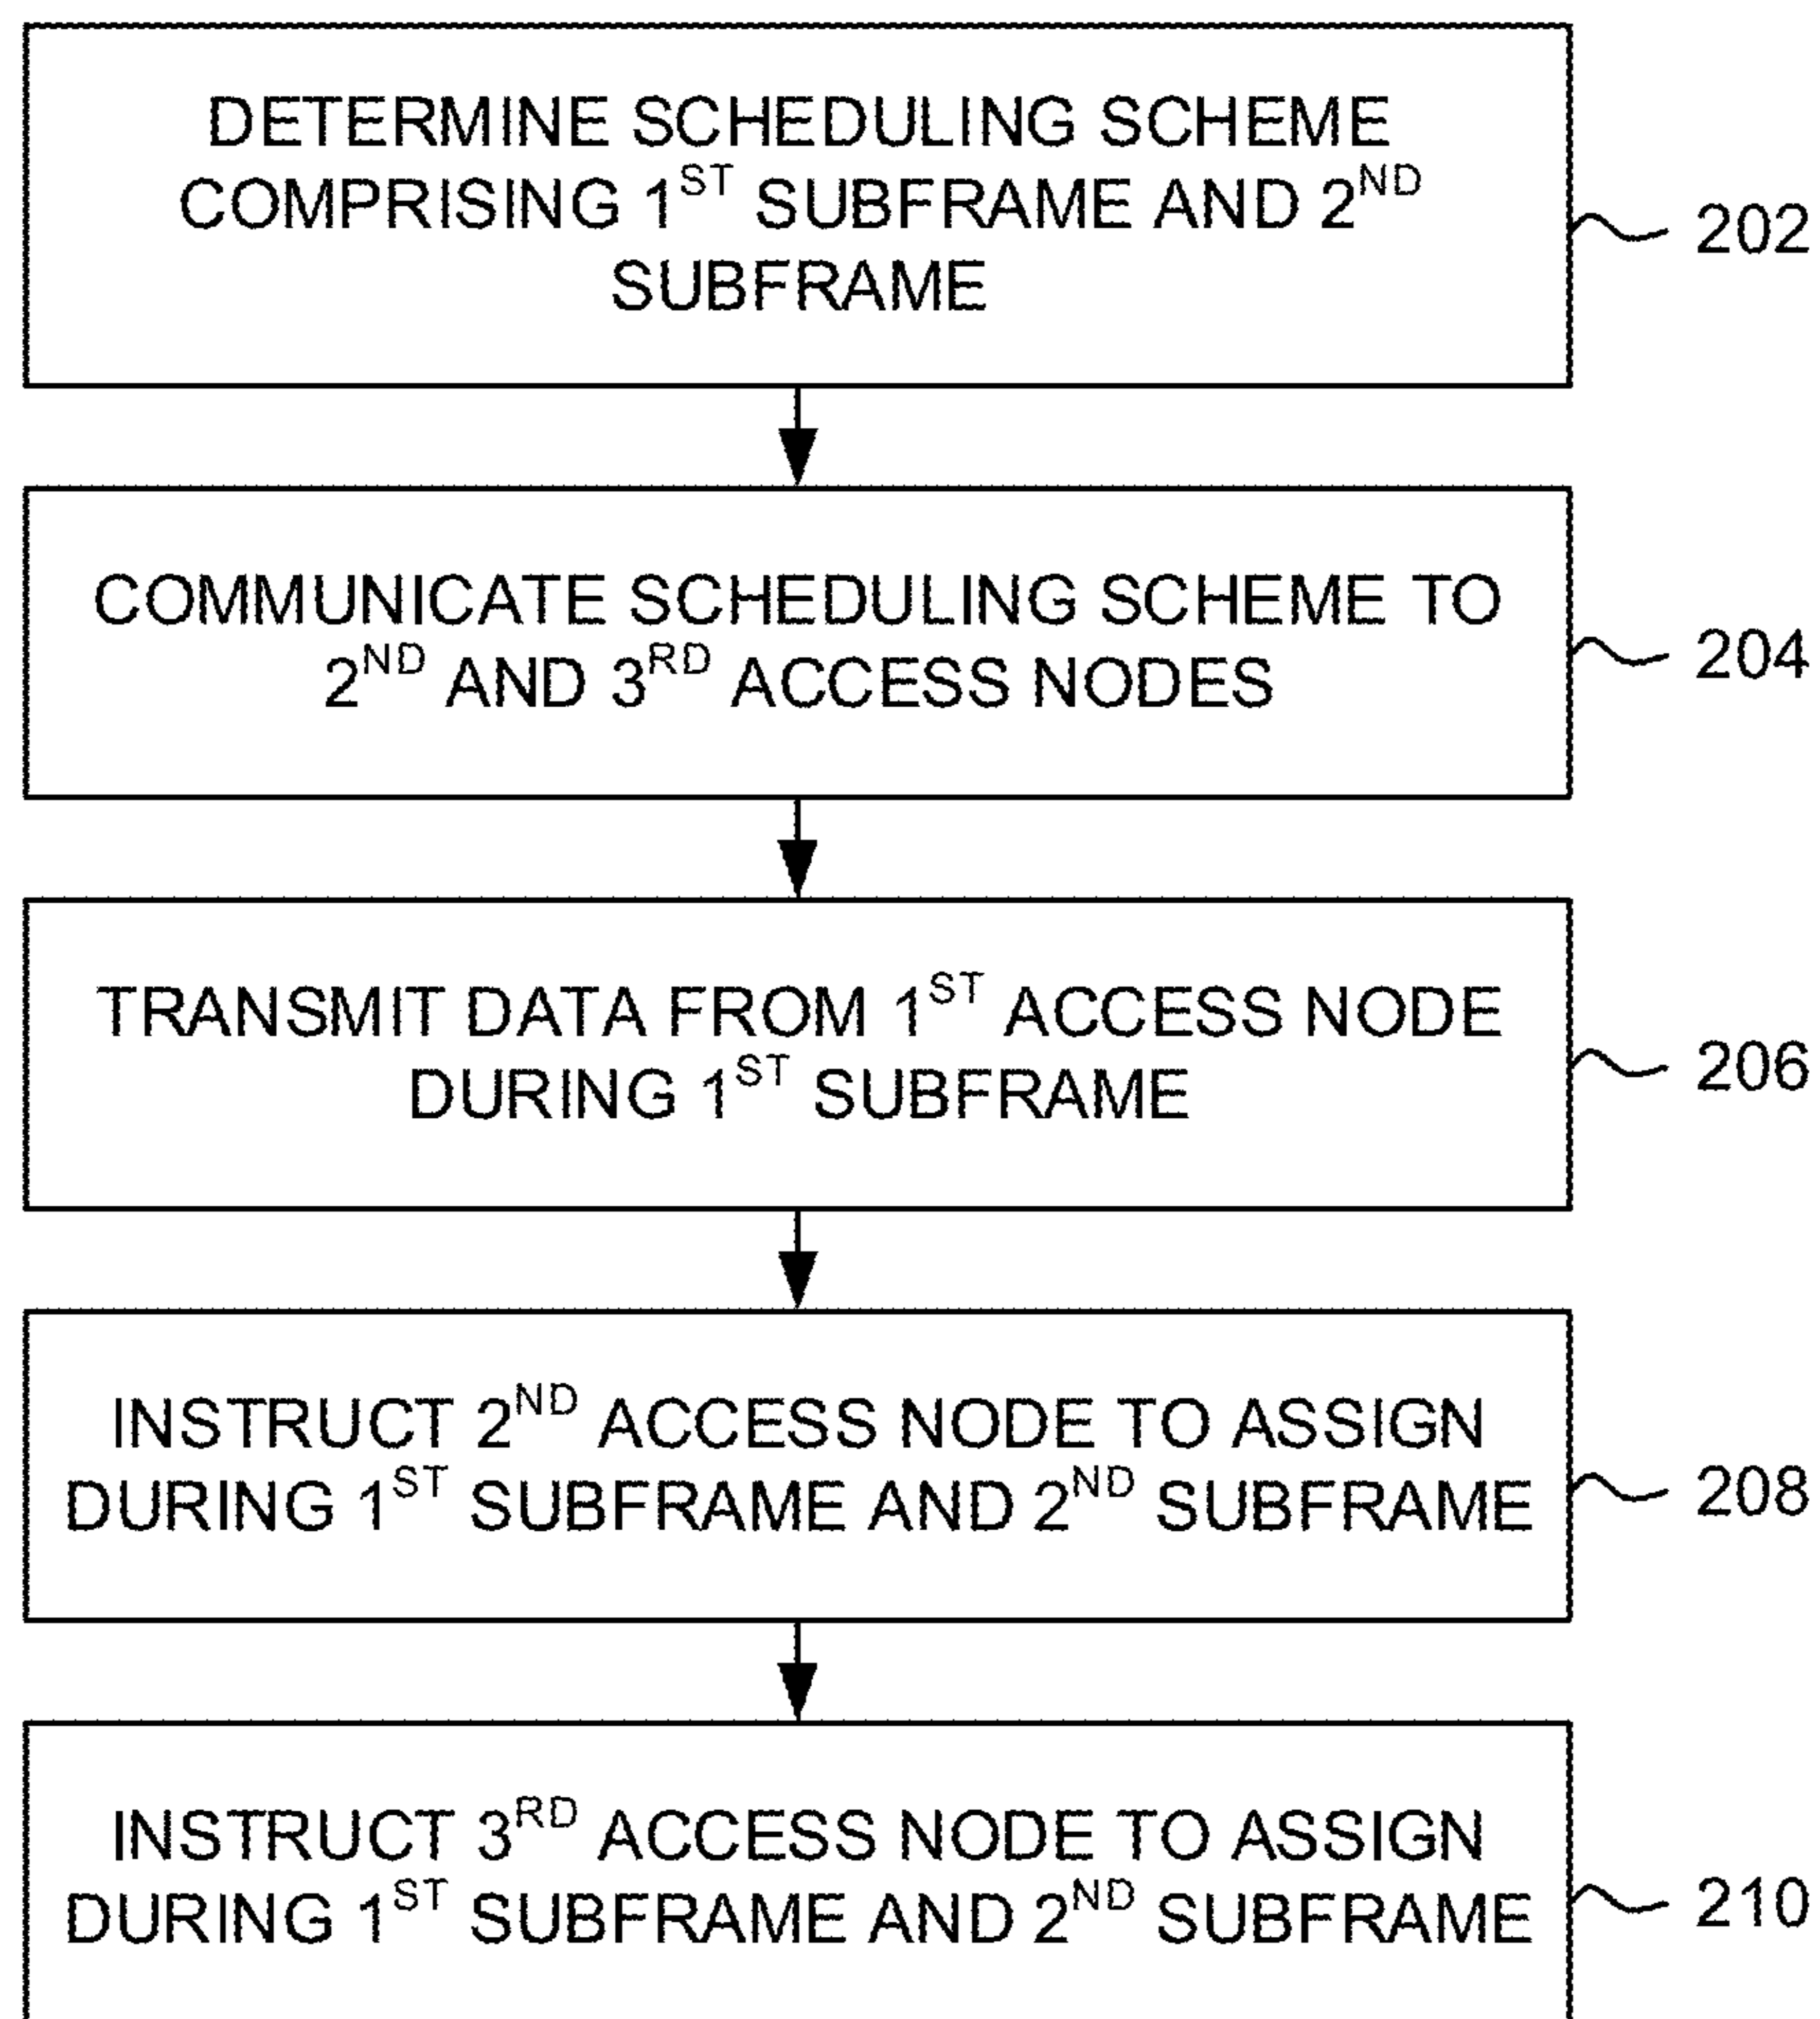 DETERMINE SCHEDULING SCHEME
COMPRISING 1ST SUBFRAME AND 2ND
SUBFRAME
202
COMMUNICATE SCHEDULING SCHEME TO
2ND AND 3RD ACCESS NODES
204
TRANSMIT DATA FROM 1ST ACCESS NODE
DURING 1ST SUBFRAME
206
INSTRUCT 2ND ACCESS NODE TO ASSIGN
DURING 1ST SUBFRAME AND 2ND SUBFRAME
208
INSTRUCT 3RD ACCESS NODE TO ASSIGN
DURING 1ST SUBFRAME AND 2ND SUBFRAME
210